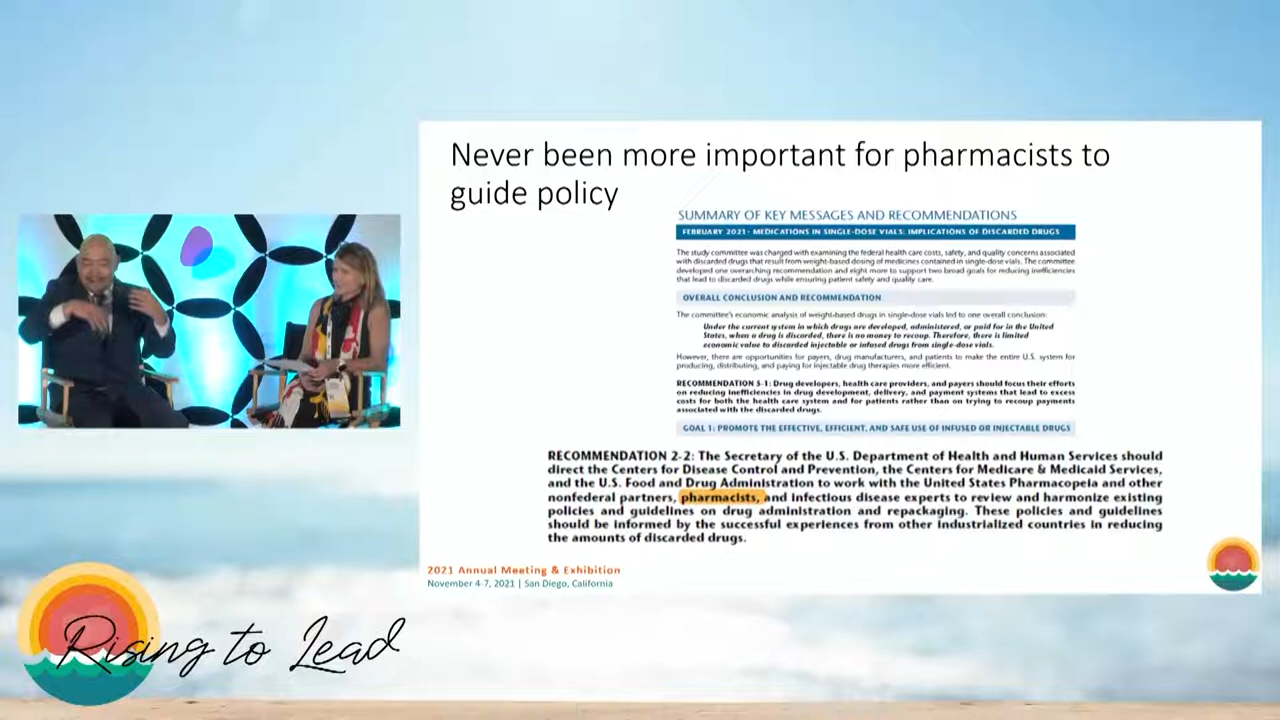 Never been more important for pharmacists to
guide policy
SUMMARY OF KEY MESSAGES AND RECOMMENDATIONS
FEBRUARY 2021 · MEDICATIONS IN SINGLE-DOSE VIALS: IMPLICATIONS OF DISCARDED DRUGS
The study committee was charged with examining the federal health care costs, safety, and quality concerns associated
with discarded drugs that result from weight-based dosing of medicines contained in single-dose vials. The committee
developed one overarching recommendation and eight more to support two broad goals for reducing inefficiencies
that lead to discarded drugs while ensuring patient safety and quality care.
OVERALL CONCLUSION AND RECOMMENDATION
The committee's economic analysis of weight-based drugs in single-dose vials led to one overall conclusion:
Under the current system in which drugs are developed, administered, or paid for in the United
States, when a drug is discarded, there is no money to recoup. Therefore, there is limited
economic value to discarded injectable or infused drugs from single-dose vials.
However, there are opportunities for payers, drug manufacturers, and patients to make the entire U.S. system for
producing, distributing, and paying for injectable drug therapies more efficient.
RECOMMENDATION 5-1: Drug developers, health care providers, and payers should focus their efforts
on reducing inefficiencies in drug development, delivery, and payment systems that lead to excess
costs for both the health care system and for patients rather than on trying to recoup payments
associated with the discarded drugs.
GOAL 1: PROMOTE THE EFFECTIVE, EFFICIENT, AND SAFE USE OF INFUSED OR INJECTABLE DRUGS
RECOMMENDATION 2-2: The Secretary of the U.S. Department of Health and Human Services should
direct the Centers for Disease Control and Prevention, the Centers for Medicare & Medicaid Services,
and the U.S. Food and Drug Administration to work with the United States Pharmacopeia and other
nonfederal partners, pharmacists, and infectious disease experts to review and harmonize existing
policies and guidelines on drug administration and repackaging. These policies and guidelines
should be informed by the successful experiences from other industrialized countries in reducing
the amounts of discarded drugs.
2021 Annual Meeting & Exhibition
November 4-7, 2021 | San Diego, California
Rising to Lead